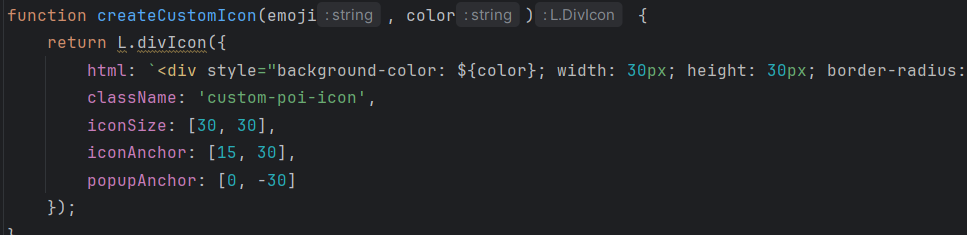 function createCustomIcon(emoji : string , color : string ) : L.DivIcon {
return L.divIcon({
html: `<div style="background-color: ${color}; width: 30px; height: 30px; border-radius:
className: 'custom-poi-icon',
iconSize: [30, 30],
iconAnchor: [15, 30],
popupAnchor: [0, -30]
});
}